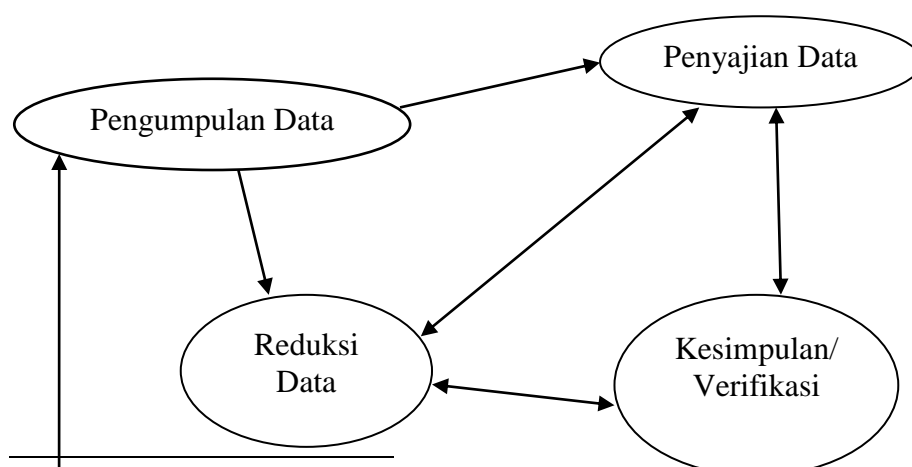 Penyajian Data
Pengumpulan Data
Reduksi
Data
Kesimpulan/
Verifikasi